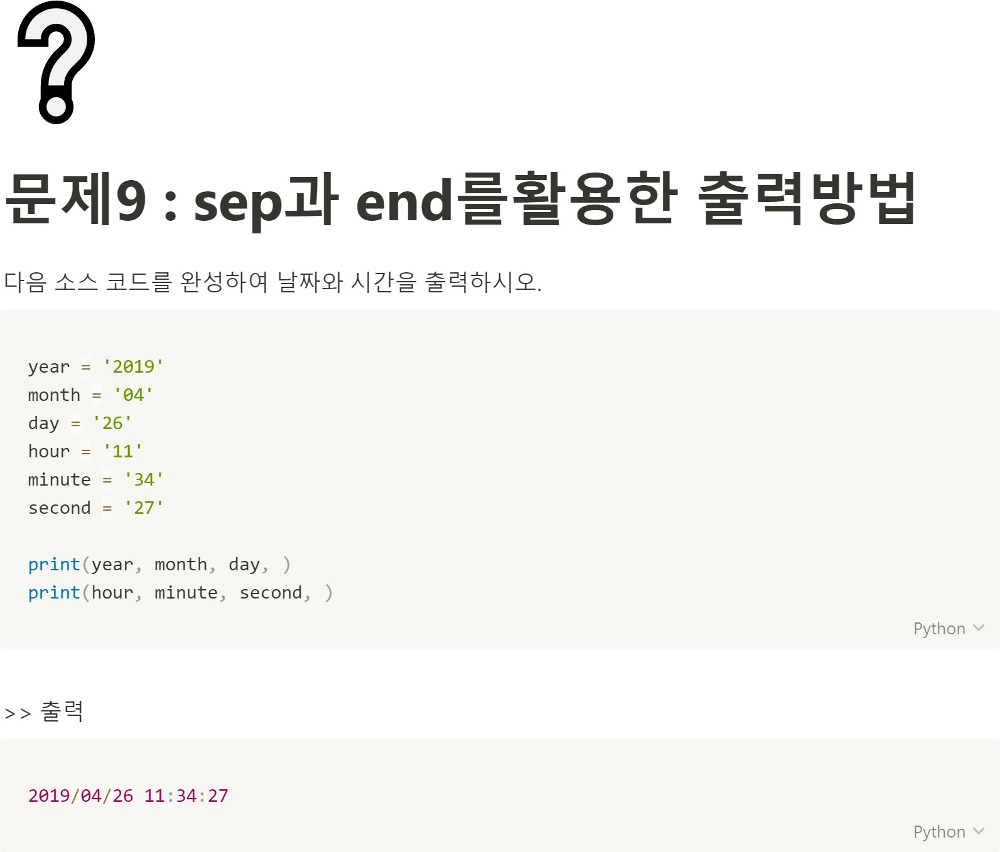 ?
문제9 : sep과 end를활용한 출력방법
다음 소스 코드를 완성하여 날짜와 시간을 출력하시오.
year = '2019'
month = '04'
day = '26'
hour = '11'
minute = '34'
second = '27'
print(year, month, day, )
print(hour, minute, second, )
Python
>> 출력
2019/04/26 11:34:27
Python